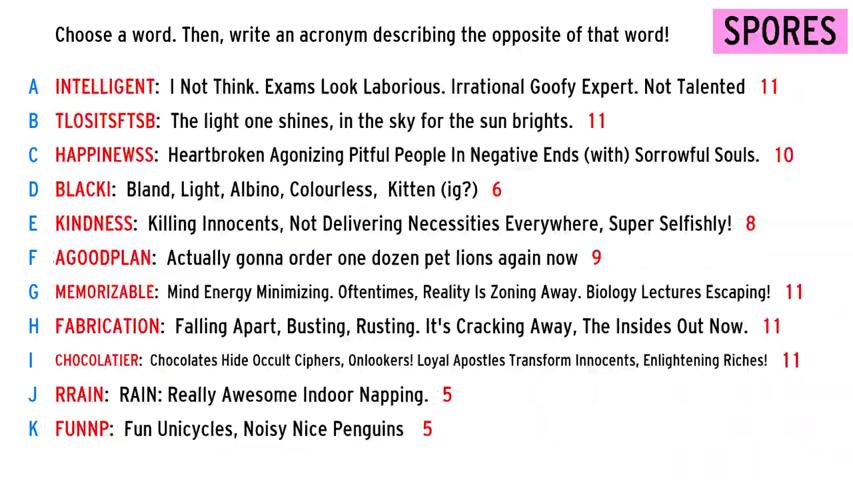 Choose a word. Then, write an acronym describing the opposite of that word! SPORES
A INTELLIGENT: I Not Think. Exams Look Laborious. Irrational Goofy Expert. Not Talented 11
B TLOSITSFTSB: The light one shines, in the sky for the sun brights. 11
C HAPPINEWSS: Heartbroken Agonizing Pitful People In Negative Ends (with) Sorrowful Souls. 10
D BLACKI: Bland, Light, Albino, Colourless, Kitten (ig?) 6
E KINDNESS: Killing Innocents, Not Delivering Necessities Everywhere, Super Selfishly! 8
F AGOODPLAN: Actually gonna order one dozen pet lions again now 9
G MEMORIZABLE: Mind Energy Minimizing. Oftentimes, Reality Is Zoning Away. Biology Lectures Escaping! 11
H FABRICATION: Falling Apart, Busting, Rusting. It's Cracking Away, The Insides Out Now. 11
I CHOCOLATIER: Chocolates Hide Occult Ciphers, Onlookers! Loyal Apostles Transform Innocents, Enlightening Riches! 11
J RRAIN: RAIN: Really Awesome Indoor Napping. 5
K FUNNP: Fun Unicycles, Noisy Nice Penguins 5